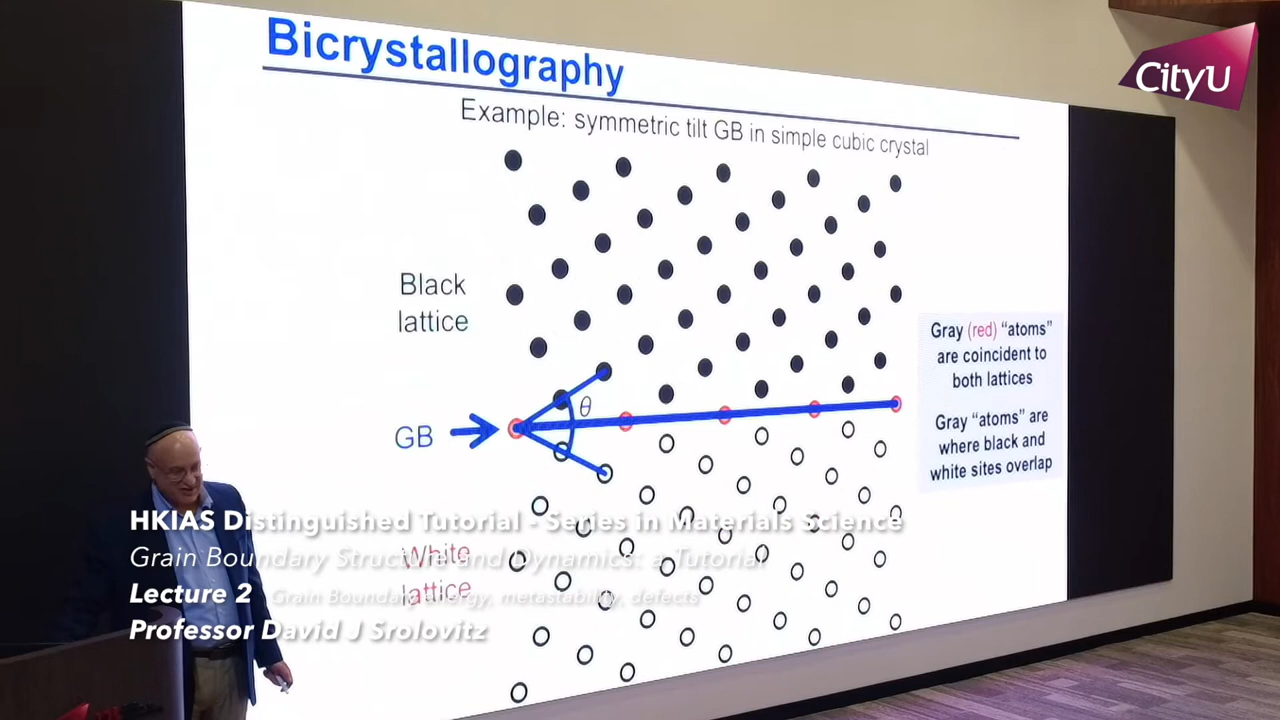 Bicrystallography
CityU
Example: symmetric tilt GB in simple cubic crystal
Black
lattice
Gray (red) “atoms”
are coincident to
both lattices
θ
GB
Gray “atoms” are
where black and
white sites overlap
White
lattice
HKIAS Distinguished Tutorial - Series in Materials Science
Grain Boundary Structure and Dynamics: a Tutorial
Lecture 2 Grain Boundary energy, metastability, defects
Professor David J Srolovitz